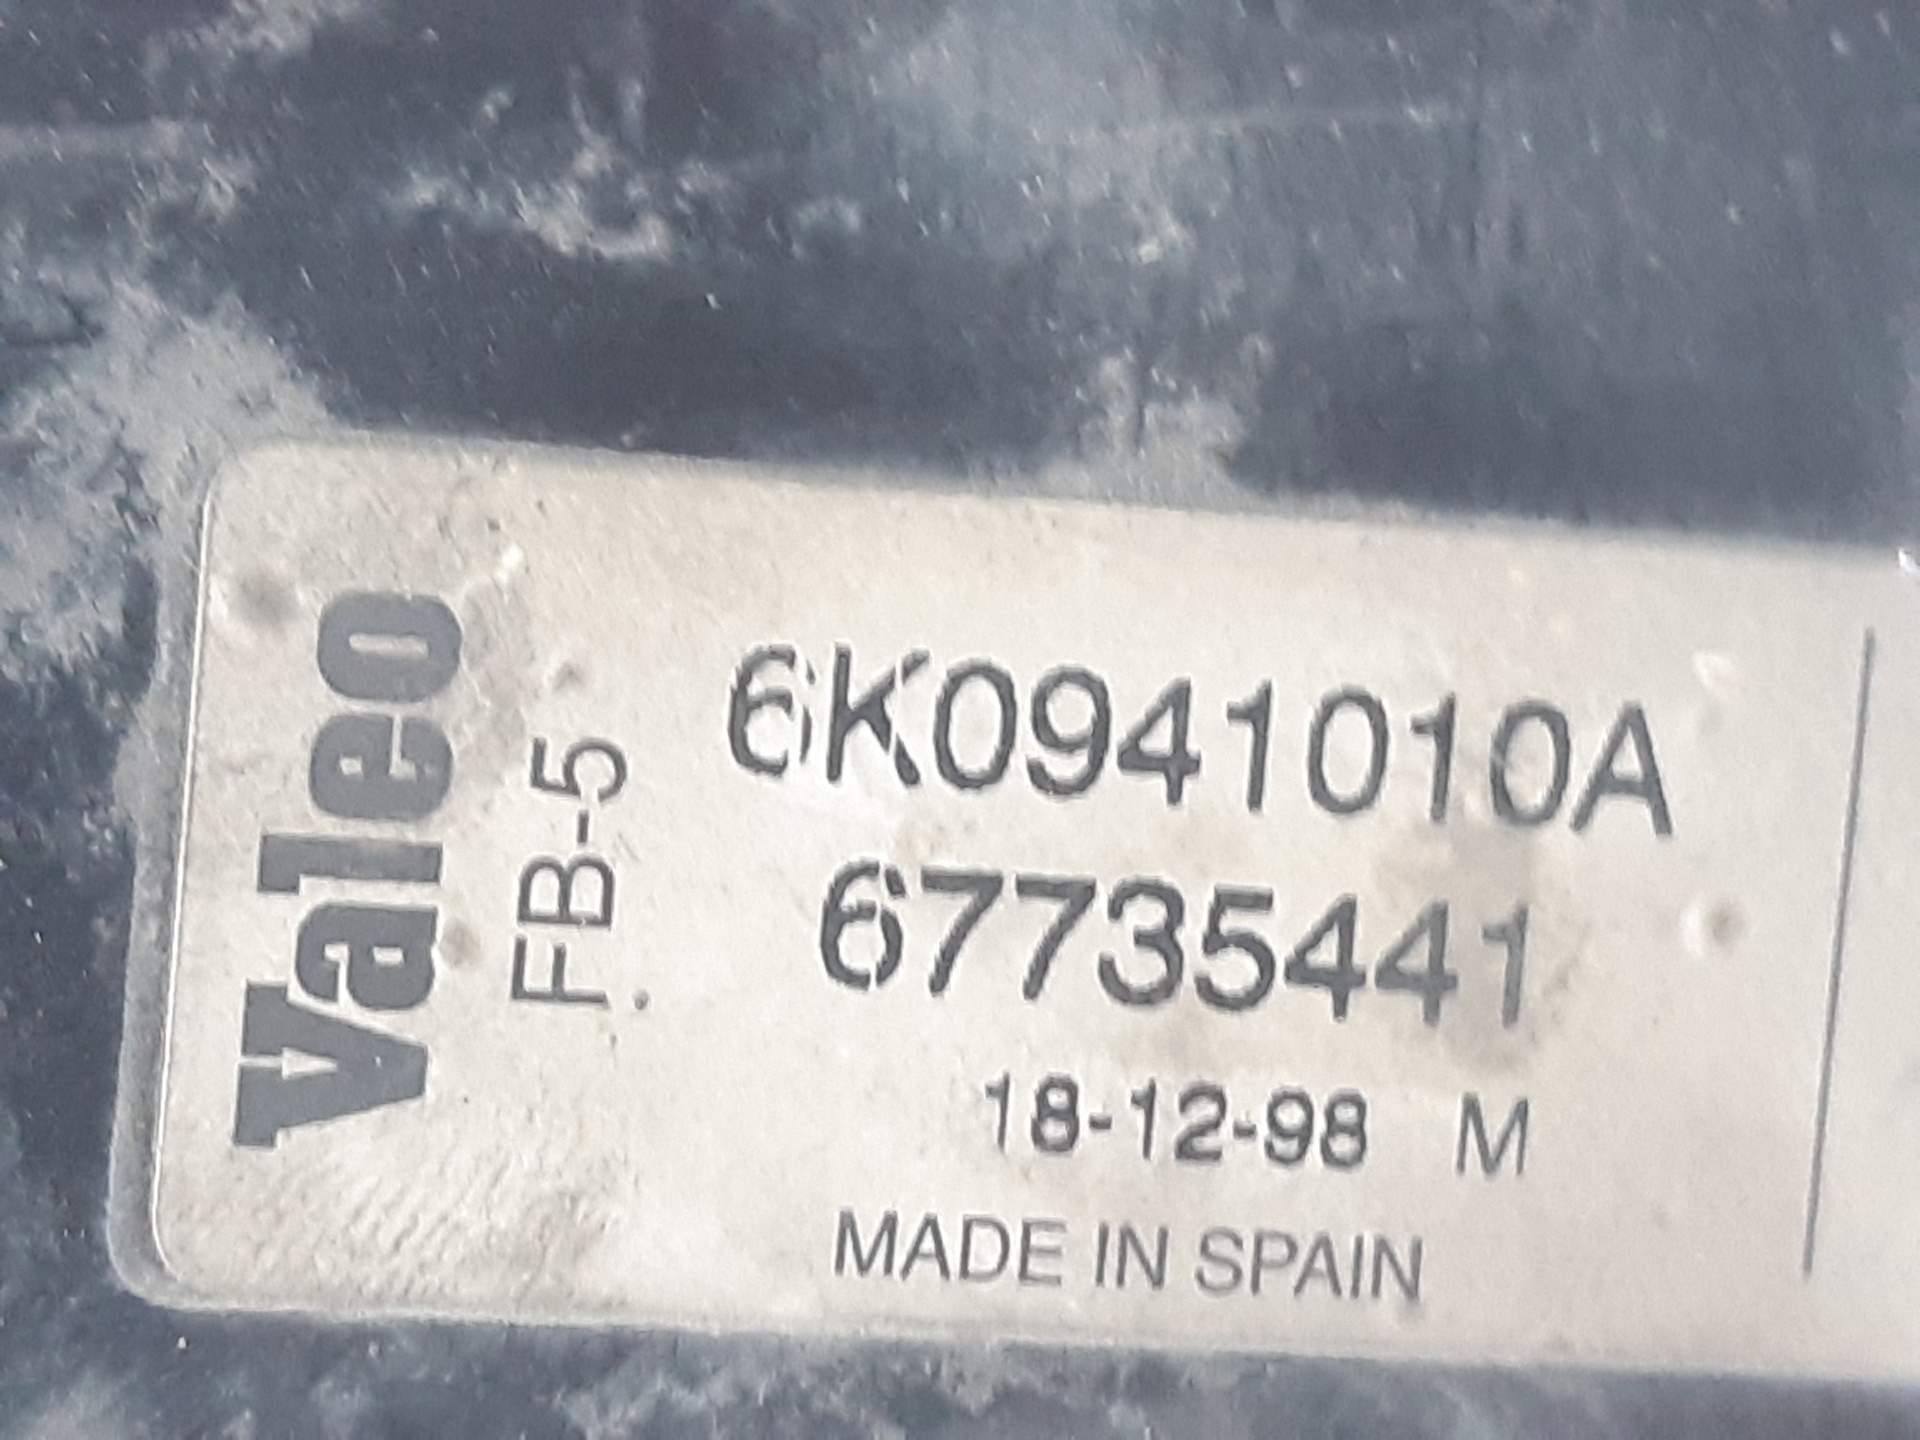 Valeo
FB-5
6K0941010A
67735441
18-12-98 M
MADE IN SPAIN